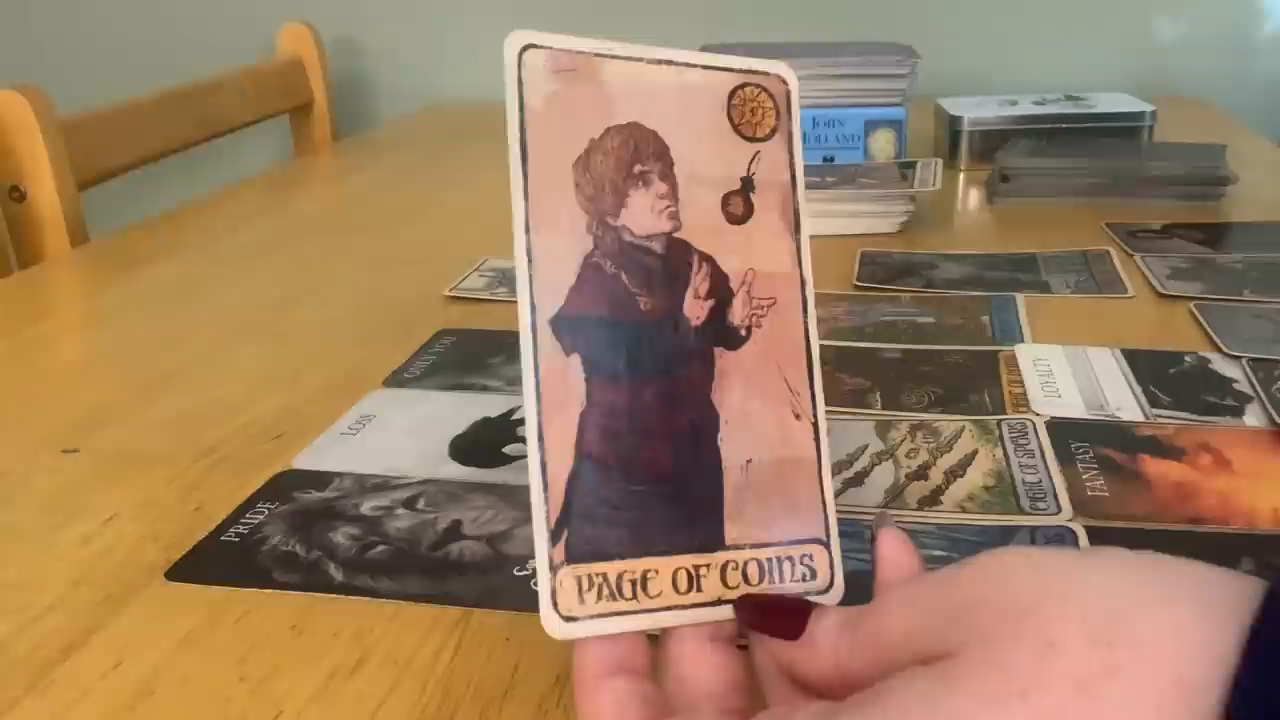 PAGE OF COINS
JOHN
HOLLAND
ONLY YOU
LOSS
PRIDE
LOYALTY
EIGHT OF SPEARS
FANTASY